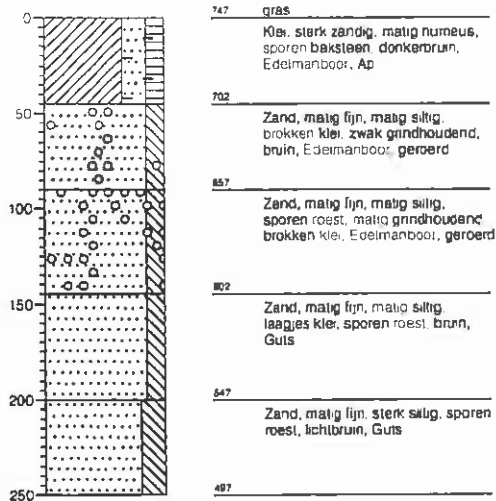 0
50
100
150
200
250
747 gras
Klei, sterk zandig, matig humeus,
sporen baksteen, donkerbruin,
Edelmanboor, Ap
702
Zand, matig fijn, matig siltig,
brokken klei, zwak grindhoudend,
bruin, Edelmanboor, geroerd
657
Zand, matig fijn, matig siltig,
sporen roest, matig grindhoudend,
brokken klei, Edelmanboor, geroerd
602
Zand, matig fijn, matig siltig,
laagjes klei, sporen roest, bruin,
Guts
547
Zand, matig fijn, sterk siltig, sporen
roest, lichtbruin, Guts
497